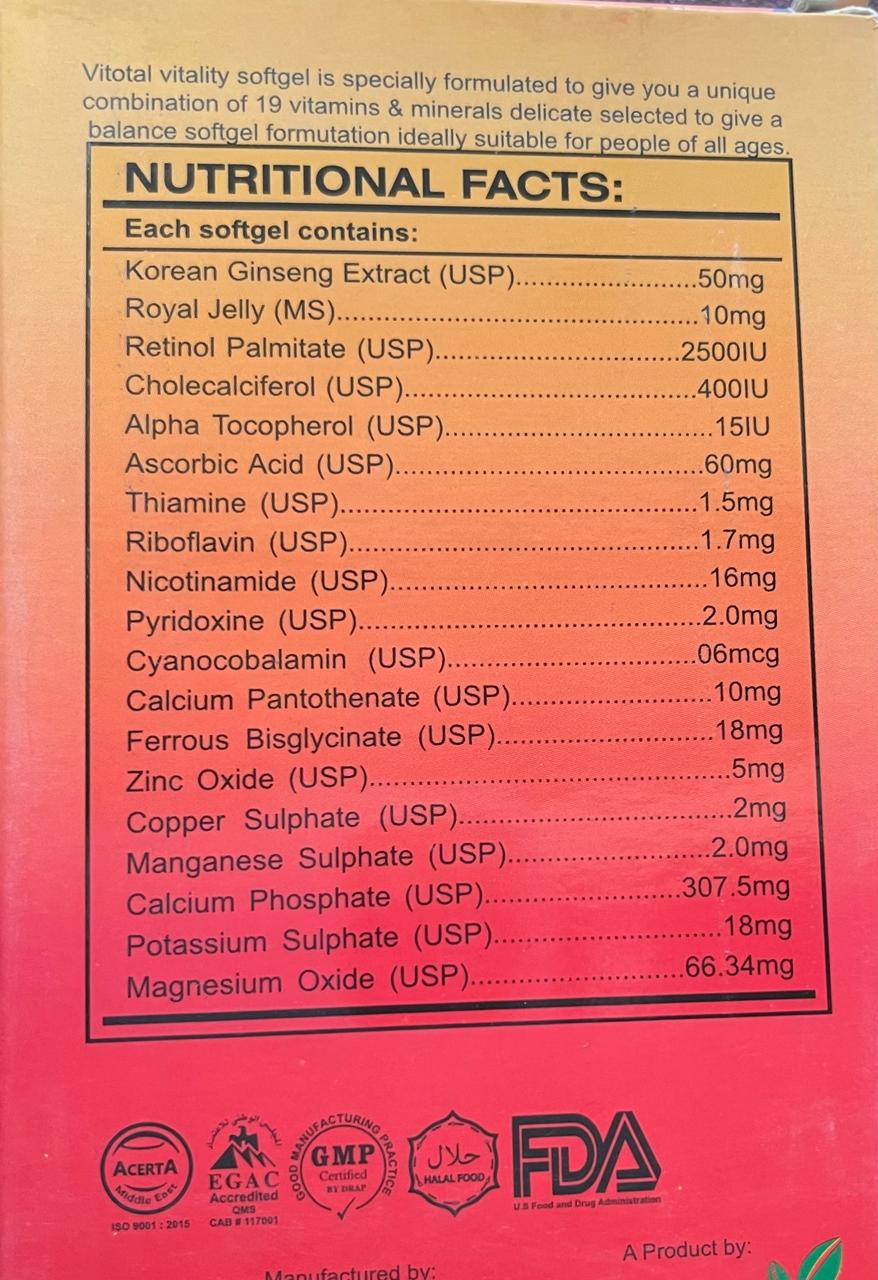 Vitotal vitality softgel is specially formulated to give you a unique
combination of 19 vitamins & minerals delicate selected to give a
balance softgel formutation ideally suitable for people of all ages.
NUTRITIONAL FACTS:
Each softgel contains:
Korean Ginseng Extract (USP)..........................50mg
Royal Jelly (MS)....................................................10mg
Retinol Palmitate (USP)...................................2500IU
Cholecalciferol (USP)..........................................400IU
Alpha Tocopherol (USP).......................................15IU
Ascorbic Acid (USP)............................................60mg
Thiamine (USP)...................................................1.5mg
Riboflavin (USP)..................................................1.7mg
Nicotinamide (USP).............................................16mg
Pyridoxine (USP).................................................2.0mg
Cyanocobalamin (USP)...................................06mcg
Calcium Pantothenate (USP).............................10mg
Ferrous Bisglycinate (USP)...............................18mg
Zinc Oxide (USP)...................................................5mg
Copper Sulphate (USP).......................................2mg
Manganese Sulphate (USP).............................2.0mg
Calcium Phosphate (USP)............................307.5mg
Potassium Sulphate (USP)................................18mg
Magnesium Oxide (USP)..............................66.34mg
ACERTA
Middle East
ISO 9001 : 2015
EGAC
Accredited
QMS
CAB # 117001
GOOD MANUFACTURING PRACTICE
GMP
Certified
BY DRAP
حلال
HALAL FOOD
FDA
U.S Food and Drug Administration
A Product by:
Manufactured by: